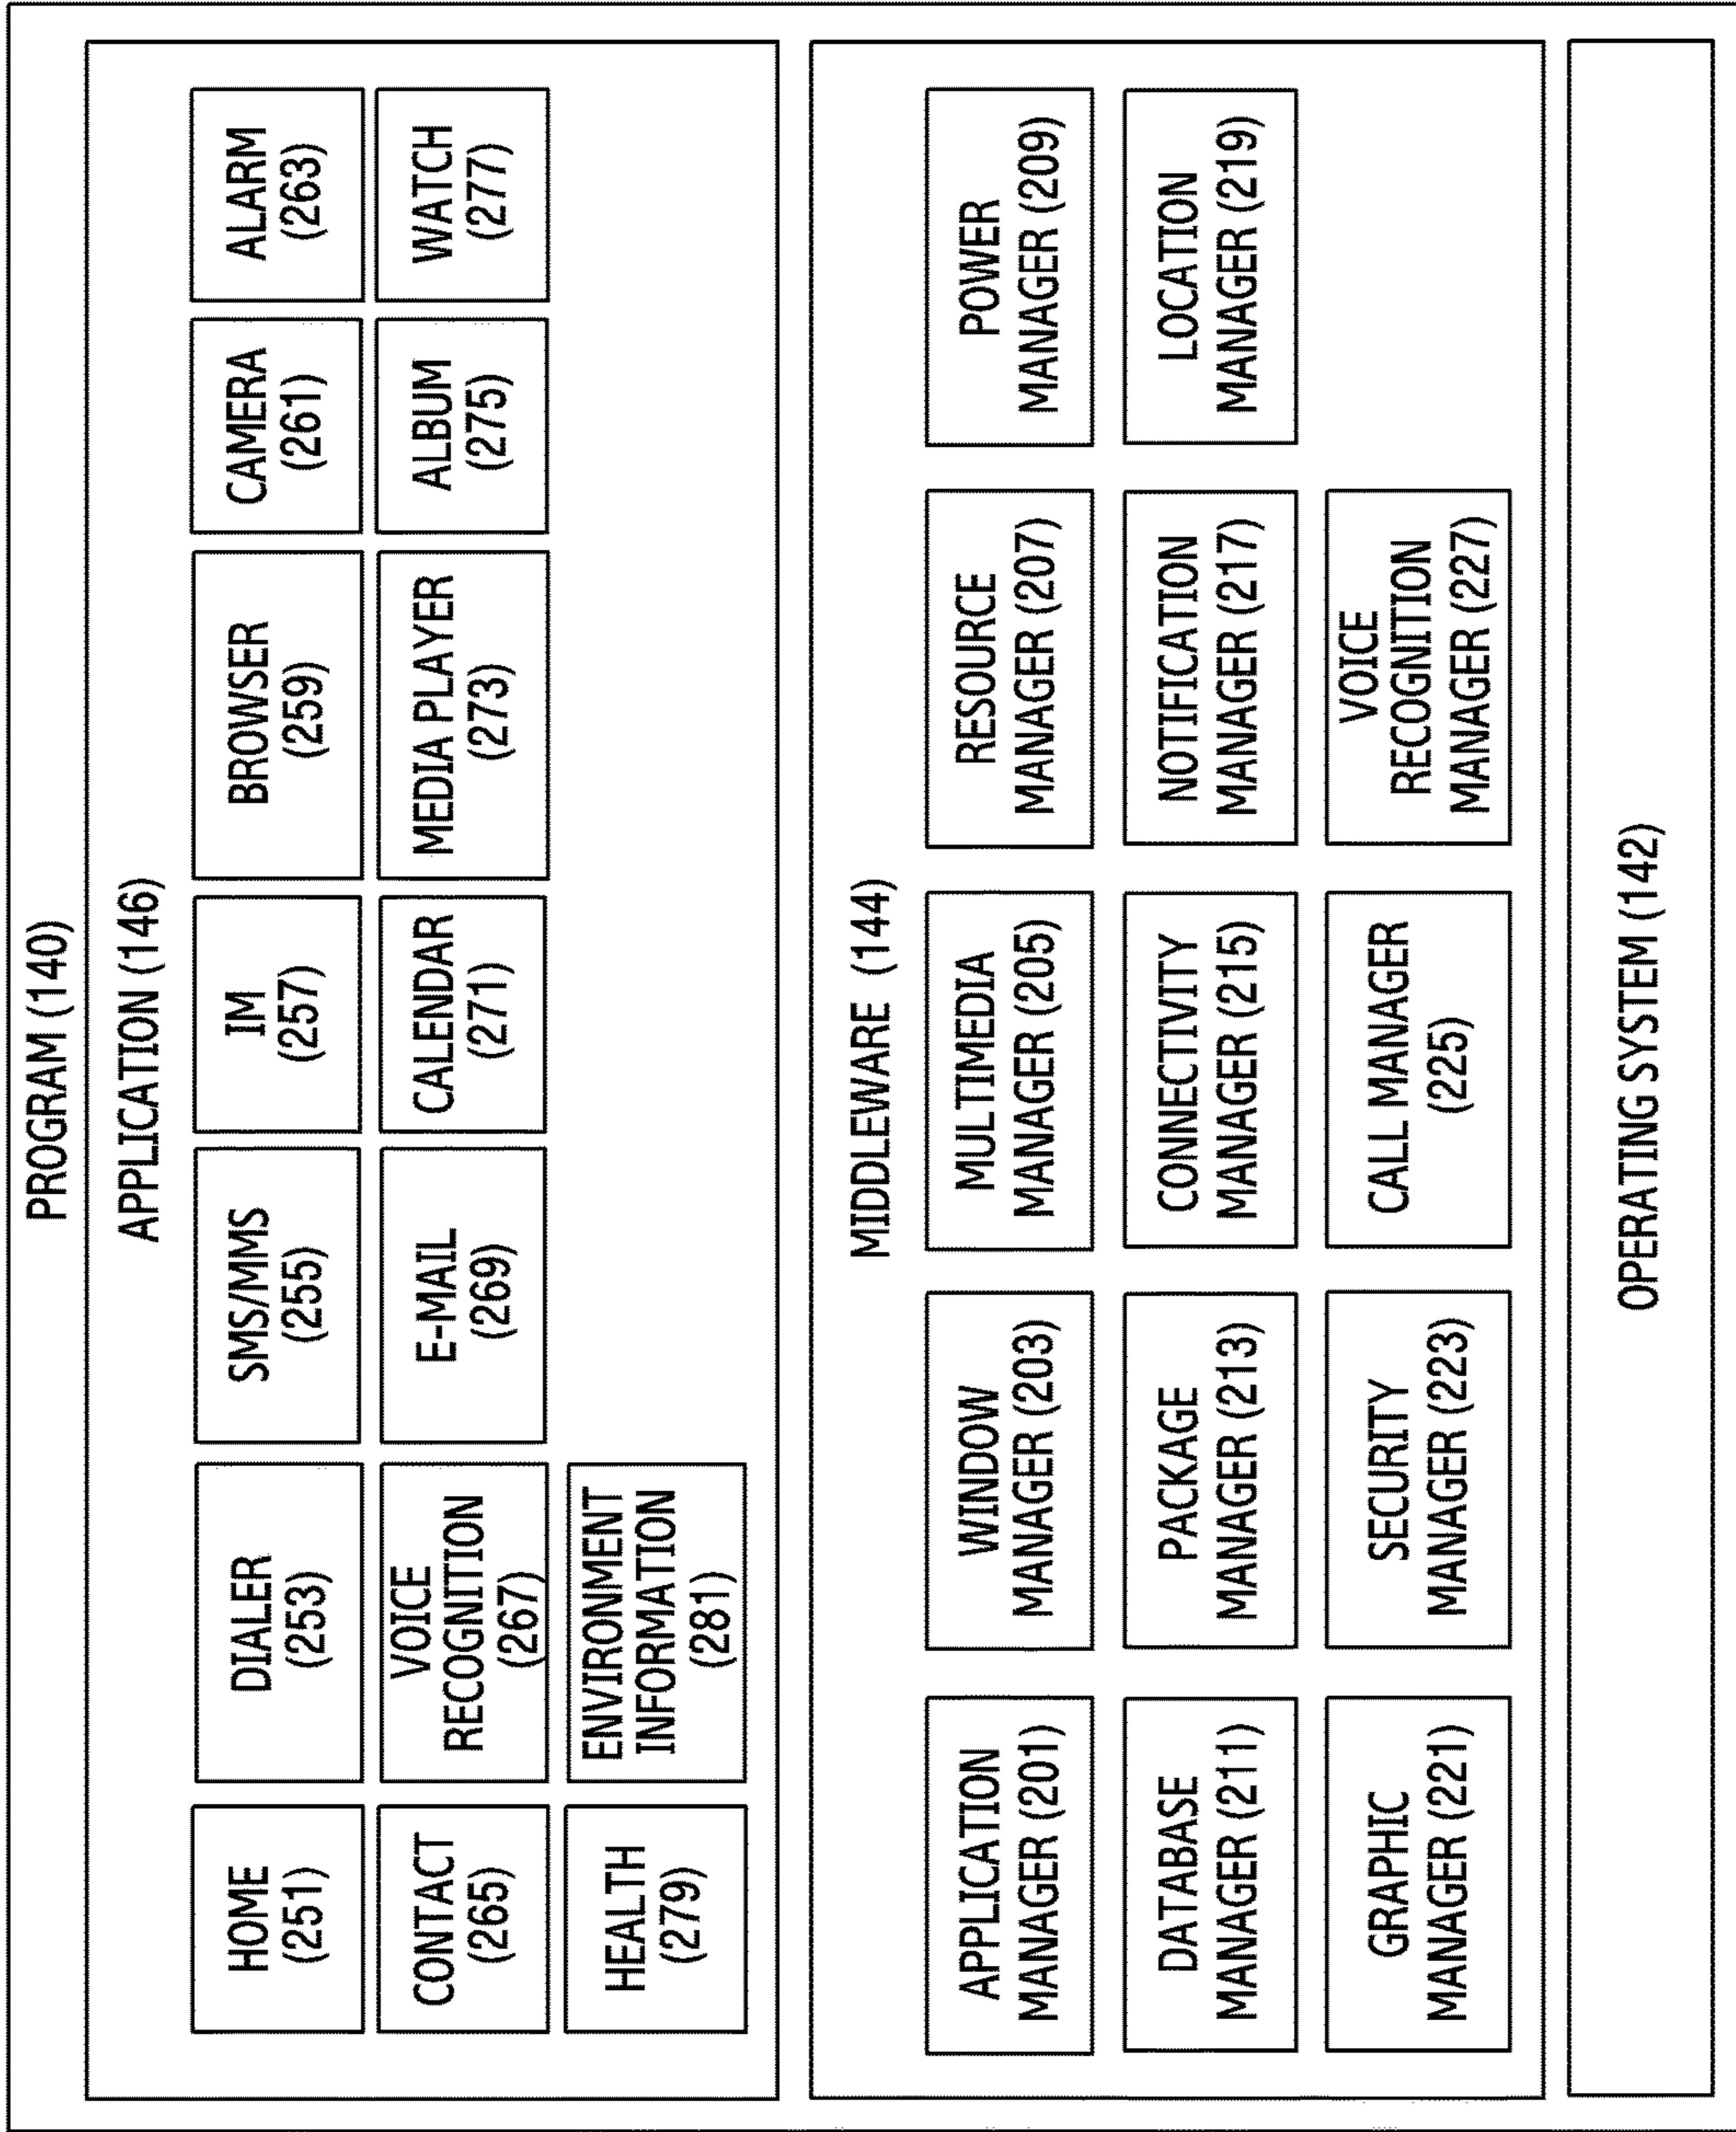 PROGRAM (140)
APPLICATION (146)
HOME
(251)
DIALER
(253)
SMS/MMS
(255)
IM
(257)
BROWSER
(259)
CAMERA
(261)
ALARM
(263)
CONTACT
(265)
VOICE
RECOGNITION
(267)
E-MAIL
(269)
CALENDAR
(271)
MEDIA PLAYER
(273)
ALBUM
(275)
WATCH
(277)
HEALTH
(279)
ENVIRONMENT
INFORMATION
(281)
MIDDLEWARE (144)
APPLICATION
MANAGER (201)
WINDOW
MANAGER (203)
MULTIMEDIA
MANAGER (205)
RESOURCE
MANAGER (207)
POWER
MANAGER (209)
DATABASE
MANAGER (211)
PACKAGE
MANAGER (213)
CONNECTIVITY
MANAGER (215)
NOTIFICATION
MANAGER (217)
LOCATION
MANAGER (219)
GRAPHIC
MANAGER (221)
SECURITY
MANAGER (223)
CALL MANAGER
(225)
VOICE
RECOGNITION
MANAGER (227)
OPERATING SYSTEM (142)